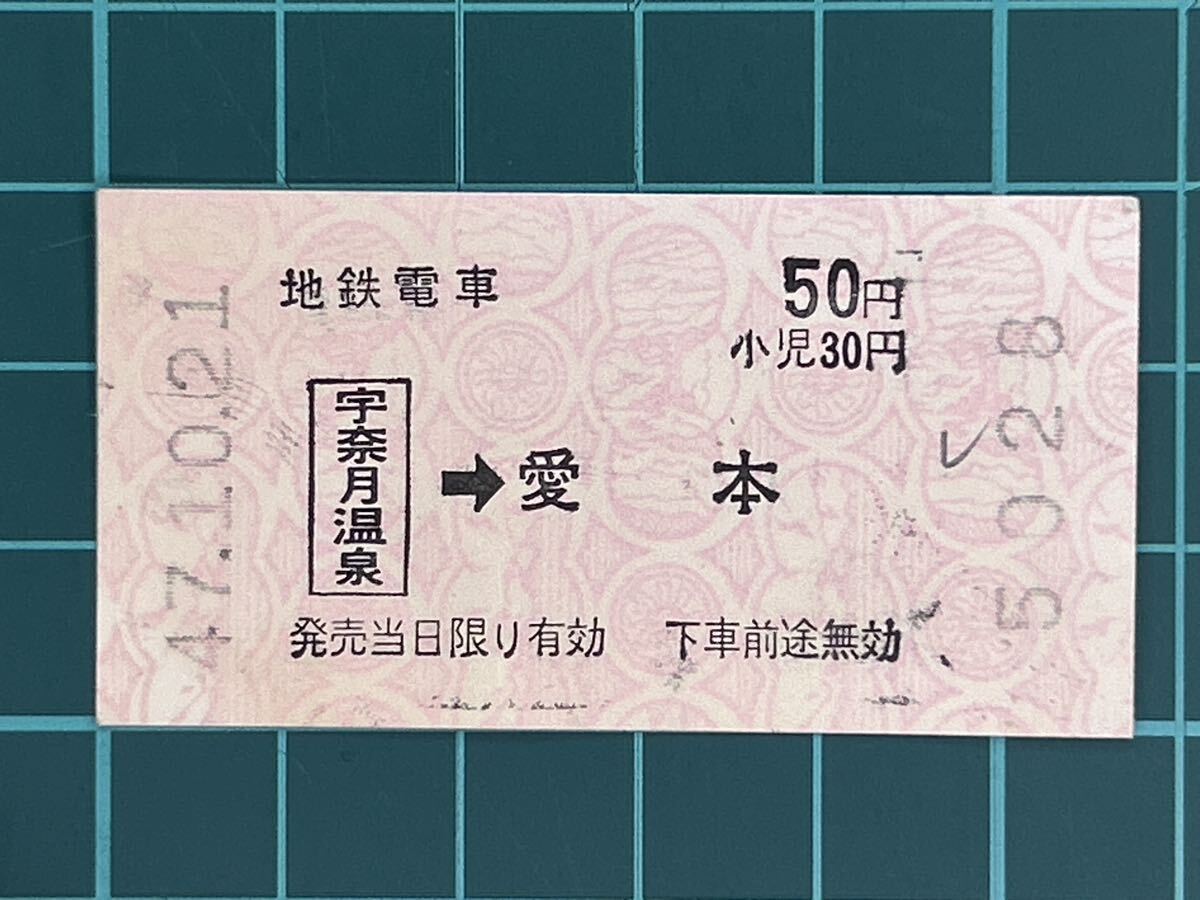 47.10.21
地鉄電車
50円
小児30円
宇奈月温泉
➡愛本
発売当日限り有効 下車前途無効
5028